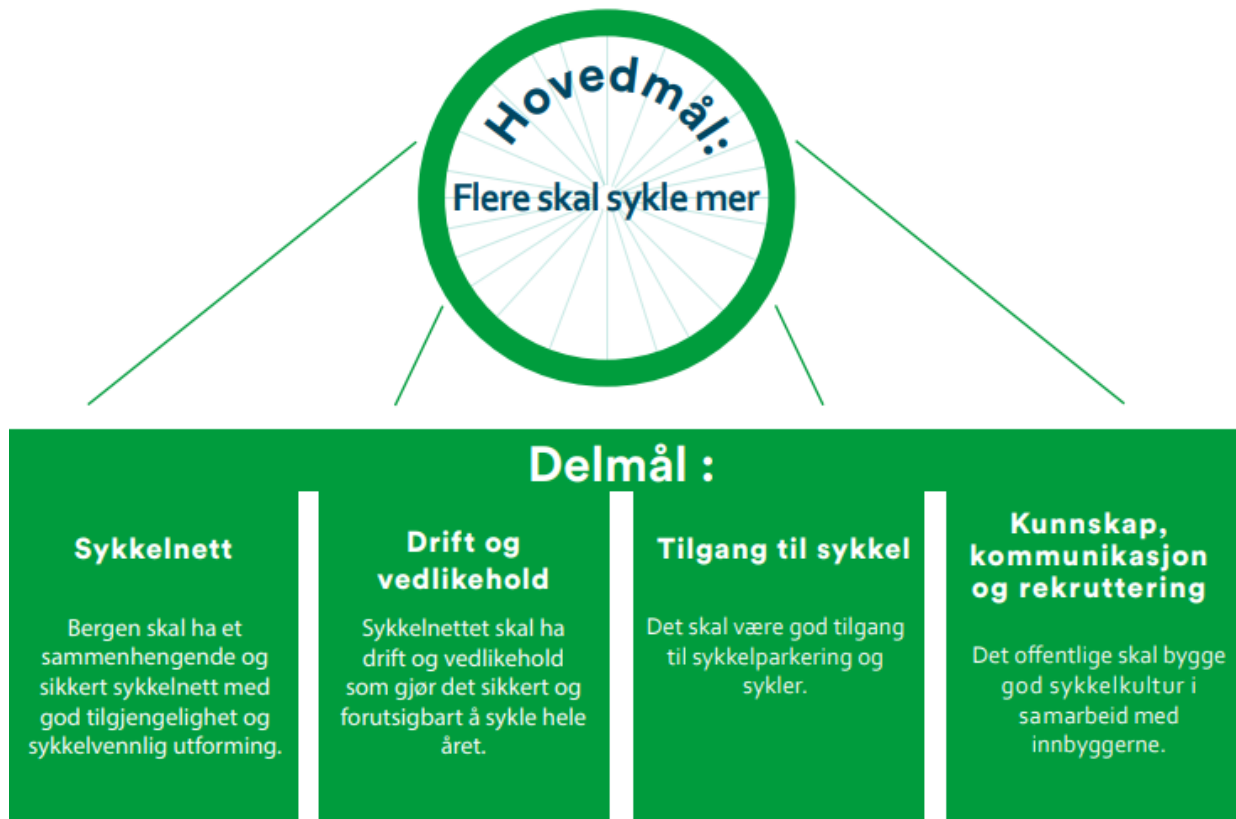 Hovedmål:
Flere skal sykle mer
Delmål :
Sykkelnett
Bergen skal ha et
sammenhengende og
sikkert sykkelnett med
god tilgjengelighet og
sykkelvennlig utforming.
Drift og
vedlikehold
Sykkelnettet skal ha
drift og vedlikehold
som gjør det sikkert og
forutsigbart å sykle hele
året.
Tilgang til sykkel
Det skal være god tilgang
til sykkelparkering og
sykler.
Kunnskap,
kommunikasjon
og rekruttering
Det offentlige skal bygge
god sykkelkultur i
samarbeid med
innbyggerne.